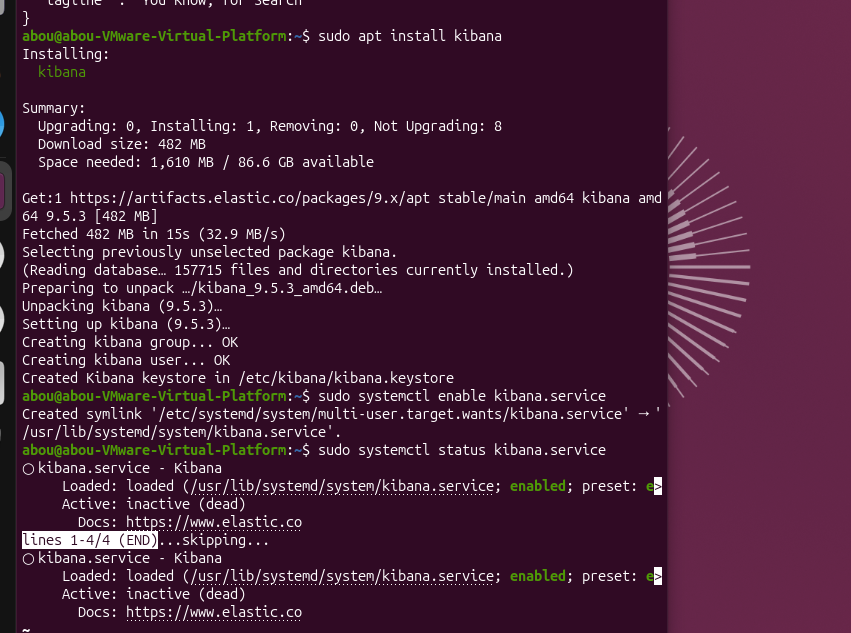 "tagline" : "You Know, for Search"
}
abou@abou-VMware-Virtual-Platform:~$ sudo apt install kibana
Installing:
  kibana

Summary:
  Upgrading: 0, Installing: 1, Removing: 0, Not Upgrading: 8
  Download size: 482 MB
  Space needed: 1,610 MB / 86.6 GB available

Get:1 https://artifacts.elastic.co/packages/9.x/apt stable/main amd64 kibana amd
64 9.5.3 [482 MB]
Fetched 482 MB in 15s (32.9 MB/s)
Selecting previously unselected package kibana.
(Reading database… 157715 files and directories currently installed.)
Preparing to unpack …/kibana_9.5.3_amd64.deb…
Unpacking kibana (9.5.3)…
Setting up kibana (9.5.3)…
Creating kibana group... OK
Creating kibana user... OK
Created Kibana keystore in /etc/kibana/kibana.keystore
abou@abou-VMware-Virtual-Platform:~$ sudo systemctl enable kibana.service
Created symlink '/etc/systemd/system/multi-user.target.wants/kibana.service' → '
/usr/lib/systemd/system/kibana.service'.
abou@abou-VMware-Virtual-Platform:~$ sudo systemctl status kibana.service
○ kibana.service - Kibana
     Loaded: loaded (/usr/lib/systemd/system/kibana.service; enabled; preset: e>
     Active: inactive (dead)
       Docs: https://www.elastic.co
lines 1-4/4 (END)...skipping...
○ kibana.service - Kibana
     Loaded: loaded (/usr/lib/systemd/system/kibana.service; enabled; preset: e>
     Active: inactive (dead)
       Docs: https://www.elastic.co
~